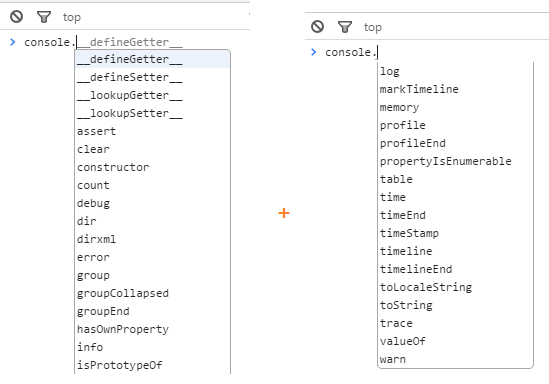 top
console.__defineGetter__
__defineGetter__
__defineSetter__
__lookupGetter__
__lookupSetter__
assert
clear
constructor
count
debug
dir
dirxml
error
group
groupCollapsed
groupEnd
hasOwnProperty
info
isPrototypeOf
+
top
console.
log
markTimeline
memory
profile
profileEnd
propertyIsEnumerable
table
time
timeEnd
timeStamp
timeline
timelineEnd
toLocaleString
toString
trace
valueOf
warn